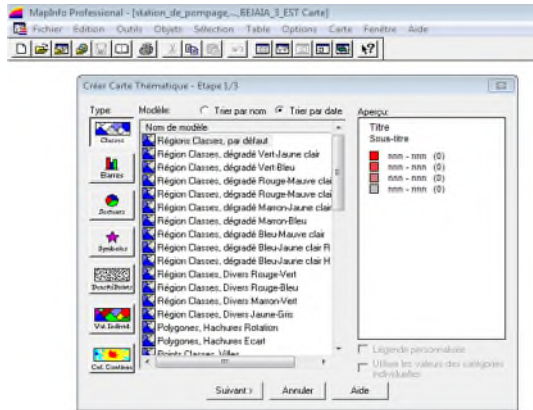 MapInfo Professional - [station_de_pompage,...,BEJAIA_3_EST Carte]
Fichier Edition Outils Objets Sélection Table Options Carte Fenêtre Aide
Créer Carte Thématique - Etape 1/3
Type: Modèle: Trier par nom Trier par date Aperçu:
Nom de modèle
Classes
Barres
Secteurs
Symboles
Val. Individ.
Cat. Continues
Régions Classes, par défaut
Région Classes, dégradé Vert-Jaune clair
Région Classes, dégradé Vert-Bleu
Région Classes, dégradé Rouge-Mauve clai
Région Classes, dégradé Rouge-Mauve clai
Région Classes, dégradé Marron-Jaune clai
Région Classes, dégradé Marron-Bleu
Région Classes, dégradé Bleu-Mauve clair
Région Classes, dégradé Bleu-Jaune clair R
Région Classes, dégradé Bleu-Jaune clair H
Région Classes, Divers Rouge-Vert
Région Classes, Divers Rouge-Bleu
Région Classes, Divers Marron-Vert
Région Classes, Divers Jaune-Gris
Polygones, Hachures Rotation
Polygones, Hachures Ecart
Points Classes, Villes
Titre
Sous-titre
nnn - nnn (0)
nnn - nnn (0)
nnn - nnn (0)
nnn - nnn (0)
Légende personnalisée
Utiliser les valeurs des catégories
individuelles
Suivant > Annuler Aide